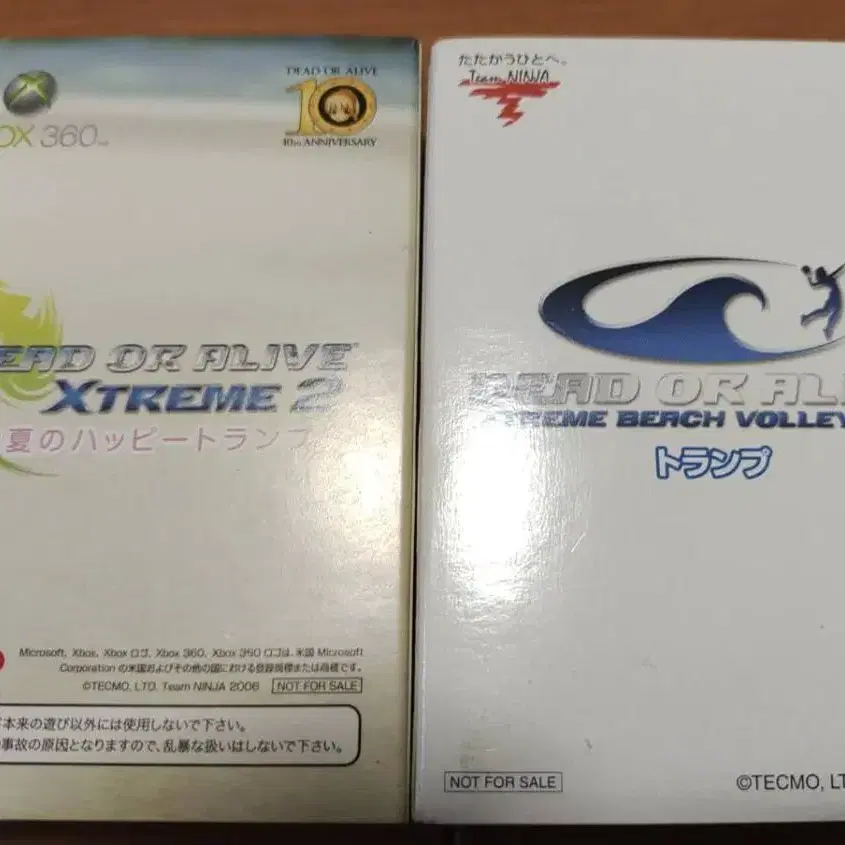 DEAD OR ALIVE
10
10TH ANNIVERSARY
OX 360™
EAD OR ALIVE™
XTREME 2
夏のハッピートランプ
Microsoft, Xbox, Xbox ロゴ, Xbox 360, Xbox 360 ロゴは, 米国 Microsoft
Corporation の米国およびその他の国における登録商標または商標です。
©TECMO, LTD. Team NINJA 2006 NOT FOR SALE
本来の遊び以外には使用しないで下さい。
事故の原因となりますので、乱暴な扱いはしないで下さい。
たたかうひとへ。
Team NINJA
DEAD OR AL
TREME BEACH VOLLEY
トランプ
NOT FOR SALE
©TECMO, LT